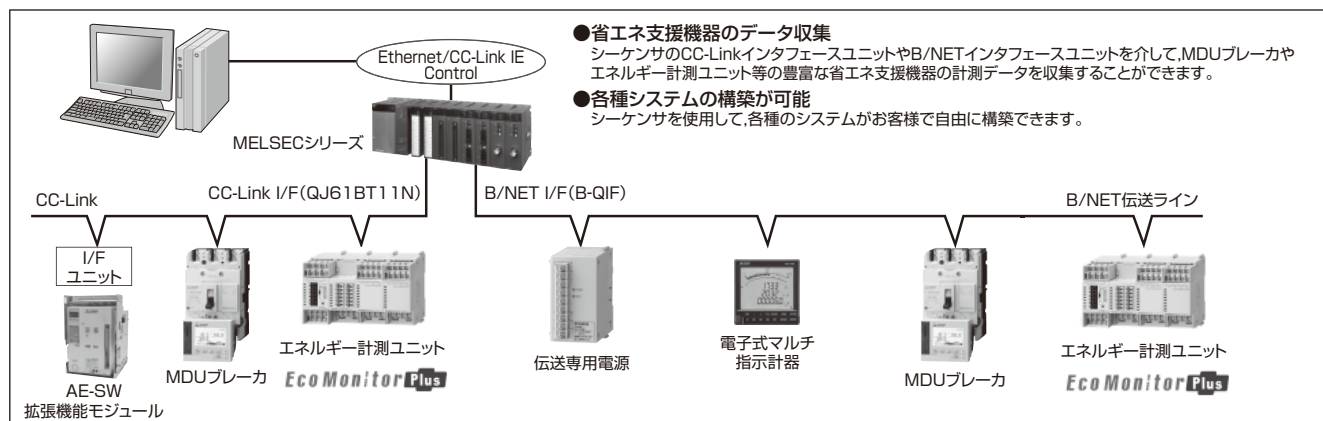 Ethernet/CC-Link IE
Control
MELSECシリーズ
●省エネ支援機器のデータ収集
シーケンサのCC-LinkインタフェースユニットやB/NETインタフェースユニットを介して,MDUブレーカや
エネルギー計測ユニット等の豊富な省エネ支援機器の計測データを収集することができます。
●各種システムの構築が可能
シーケンサを使用して,各種のシステムがお客様で自由に構築できます。
CC-Link
CC-Link I/F(QJ61BT11N)
B/NET I/F(B-QIF)
B/NET伝送ライン
I/F
ユニット
AE-SW
拡張機能モジュール
MDUブレーカ
エネルギー計測ユニット
EcoMonitor Plus
伝送専用電源
電子式マルチ
指示計器
MDUブレーカ
エネルギー計測ユニット
EcoMonitor Plus